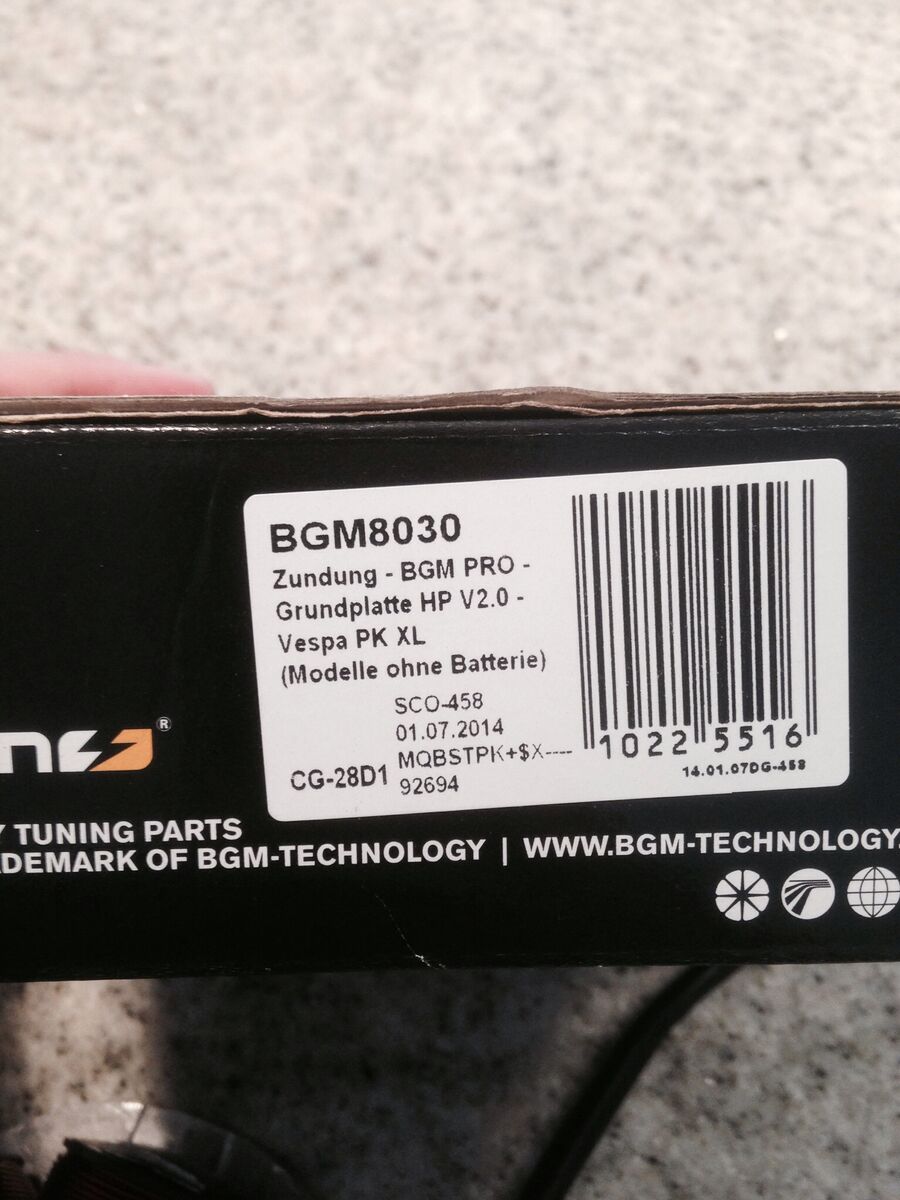 BGM8030
Zundung - BGM PRO -
Grundplatte HP V2.0 -
Vespa PK XL
(Modelle ohne Batterie)
SCO-458
01.07.2014
MQBSTPK+$X----
CG-28D1 92694
1022 5516
14.01.07DG-458
®
TUNING PARTS
OF BGM-TECHNOLOGY | WWW.BGM-TECHNOLOGY.